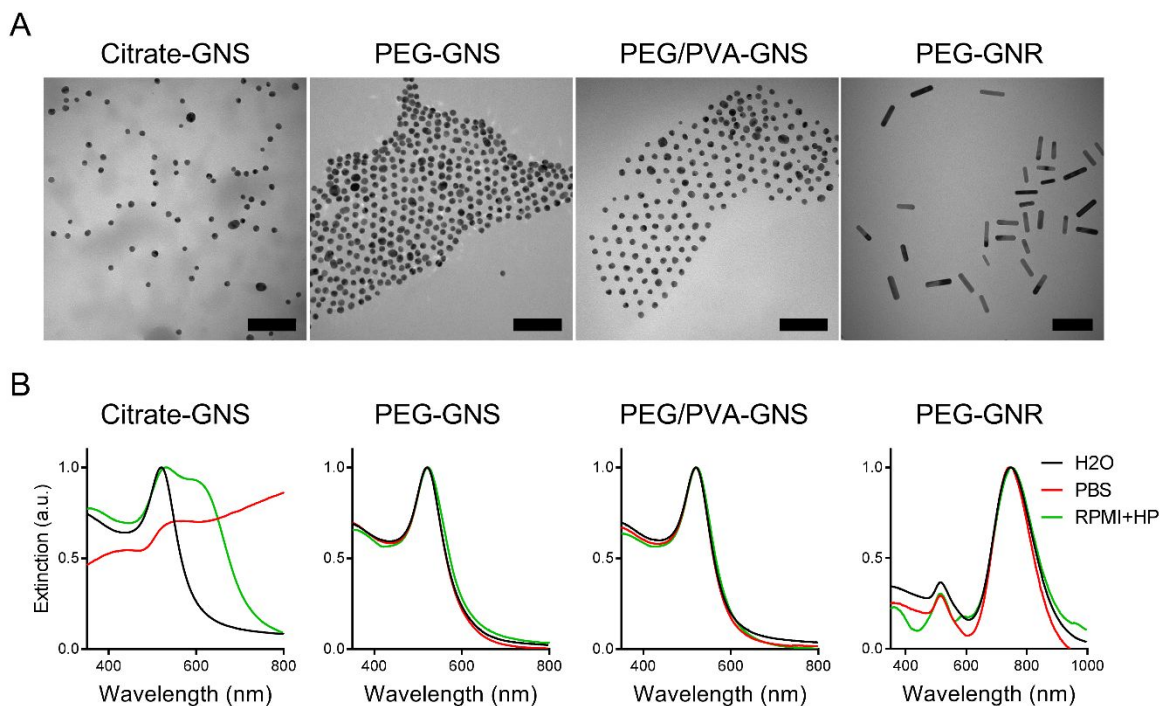 A
Citrate-GNS PEG-GNS PEG/PVA-GNS PEG-GNR
B
Citrate-GNS PEG-GNS PEG/PVA-GNS PEG-GNR
Extinction (a.u.)
1.0 1.0 1.0 1.0
0.5 0.5 0.5 0.5
0.0 0.0 0.0 0.0
H2O
PBS
RPMI+HP
400 600 800 400 600 800 400 600 800 400 600 800 1000
Wavelength (nm) Wavelength (nm) Wavelength (nm) Wavelength (nm)